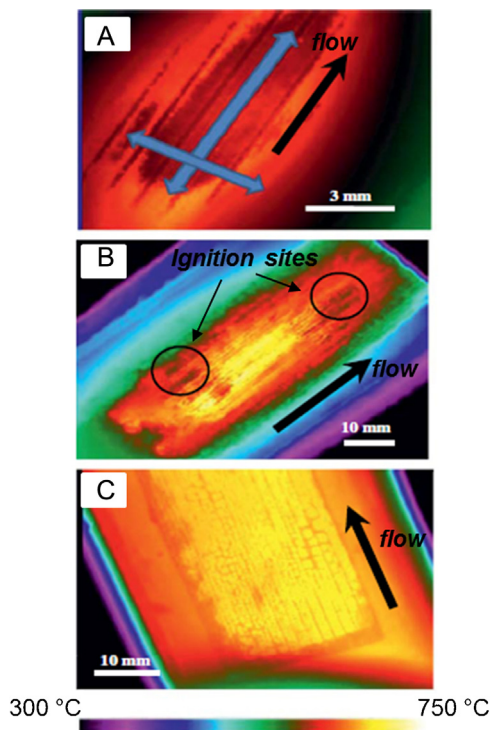 A
flow
3 mm
B
Ignition sites
flow
10 mm
C
flow
10 mm
300 °C 750 °C